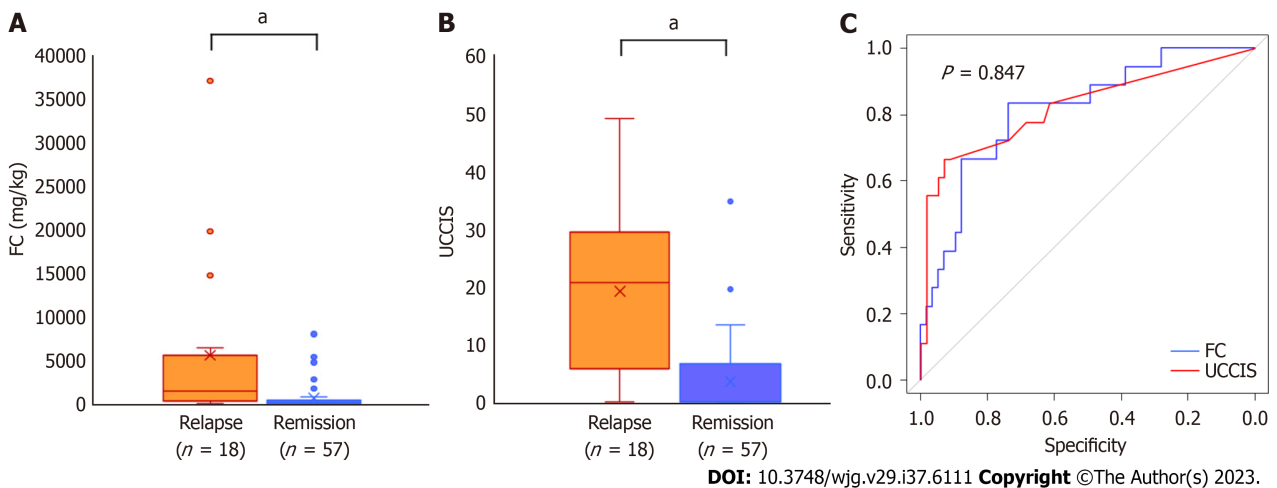 A
a
FC (mg/kg)
40000
35000
30000
25000
20000
15000
10000
5000
0
Relapse
(n = 18)
Remission
(n = 57)
B
a
UCCIS
60
50
40
30
20
10
0
Relapse
(n = 18)
Remission
(n = 57)
C
P = 0.847
Sensitivity
1.0
0.8
0.6
0.4
0.2
0.0
FC
UCCIS
1.0 0.8 0.6 0.4 0.2 0.0
Specificity
DOI: 10.3748/wjg.v29.i37.6111 Copyright ©The Author(s) 2023.